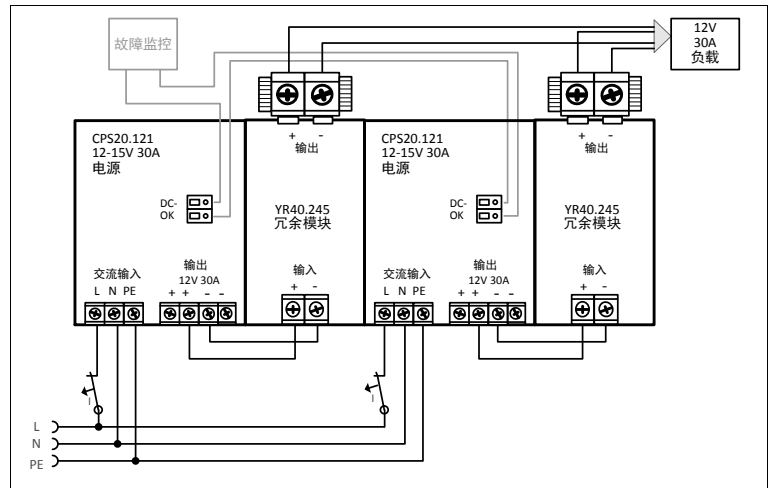 故障监控
12V
30A
负载
CPS20.121
12-15V 30A
电源
DC-
OK
交流输入
L N PE
输出
12V 30A
+ + - -
+ -
输出
YR40.245
冗余模块
输入
+ -
CPS20.121
12-15V 30A
电源
DC-
OK
交流输入
L N PE
输出
12V 30A
+ + - -
+ -
输出
YR40.245
冗余模块
输入
+ -
I
I
L
N
PE